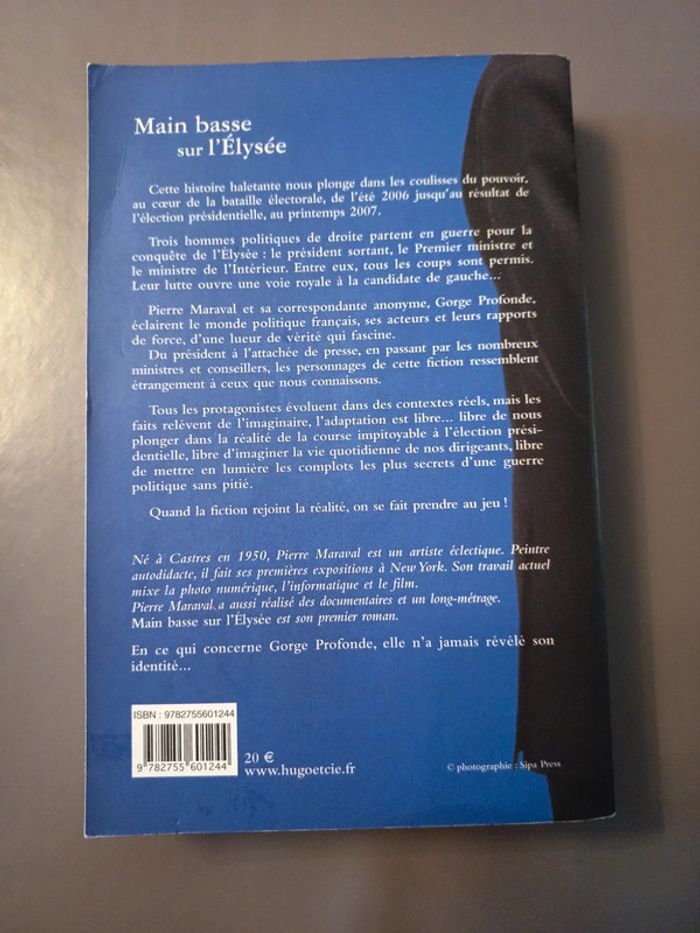 Main basse
sur l'Élysée
Cette histoire haletante nous plonge dans les coulisses du pouvoir,
au cœur de la bataille électorale, de l'été 2006 jusqu'au résultat de
l'élection présidentielle, au printemps 2007.
Trois hommes politiques de droite partent en guerre pour la
conquête de l'Élysée : le président sortant, le Premier ministre et
le ministre de l'Intérieur. Entre eux, tous les coups sont permis.
Leur lutte ouvre une voie royale à la candidate de gauche...
Pierre Maraval et sa correspondante anonyme, Gorge Profonde,
éclairent le monde politique français, ses acteurs et leurs rapports
de force, d'une lueur de vérité qui fascine.
Du président à l'attachée de presse, en passant par les nombreux
ministres et conseillers, les personnages de cette fiction ressemblent
étrangement à ceux que nous connaissons.
Tous les protagonistes évoluent dans des contextes réels, mais les
faits relèvent de l'imaginaire, l'adaptation est libre... libre de nous
plonger dans la réalité de la course impitoyable à l'élection prési-
dentielle, libre d'imaginer la vie quotidienne de nos dirigeants, libre
de mettre en lumière les complots les plus secrets d'une guerre
politique sans pitié.
Quand la fiction rejoint la réalité, on se fait prendre au jeu !
Né à Castres en 1950, Pierre Maraval est un artiste éclectique. Peintre
autodidacte, il fait ses premières expositions à New York. Son travail actuel
mixe la photo numérique, l'informatique et le film.
Pierre Maraval a aussi réalisé des documentaires et un long-métrage.
Main basse sur l'Élysée est son premier roman.
En ce qui concerne Gorge Profonde, elle n'a jamais révélé son
identité...
ISBN : 9782755601244
9 782755 601244
20 €
www.hugoetcie.fr
© photographie : Sipa Press